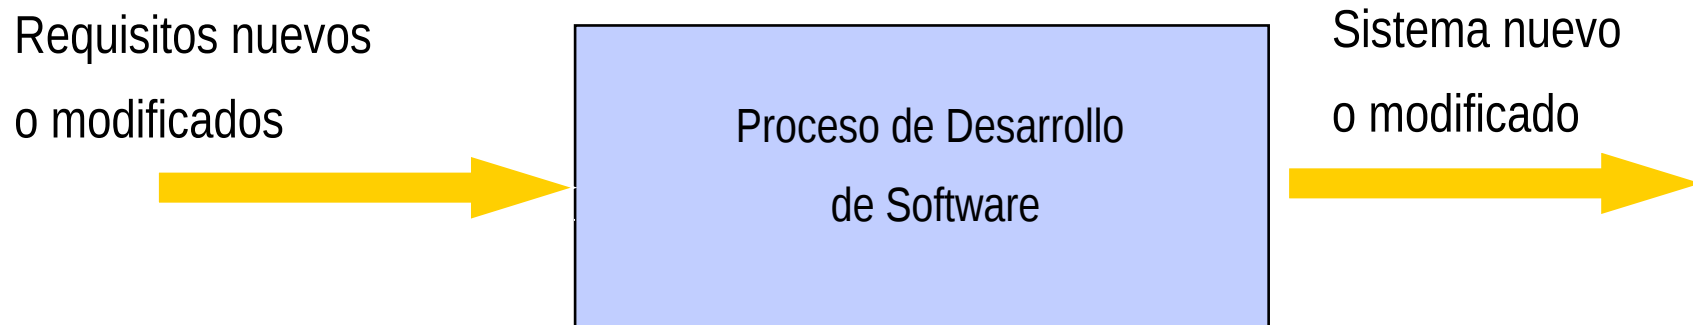 Requisitos nuevos
o modificados
Proceso de Desarrollo
de Software
Sistema nuevo
o modificado